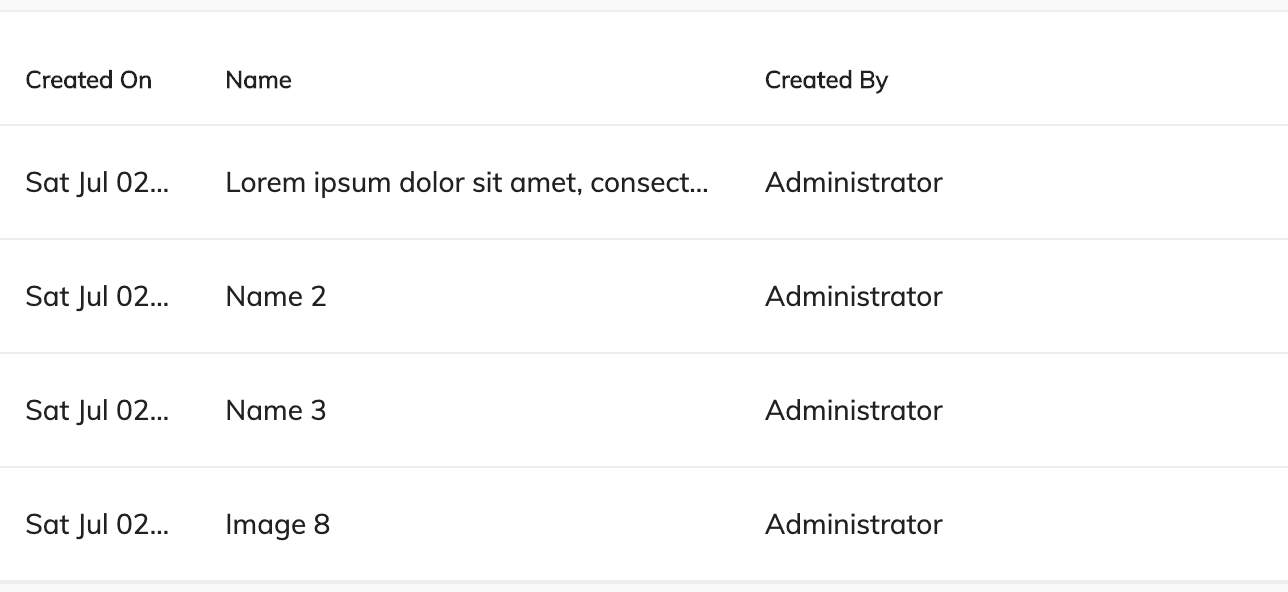 Created On Name Created By
Sat Jul 02... Lorem ipsum dolor sit amet, consect... Administrator
Sat Jul 02... Name 2 Administrator
Sat Jul 02... Name 3 Administrator
Sat Jul 02... Image 8 Administrator